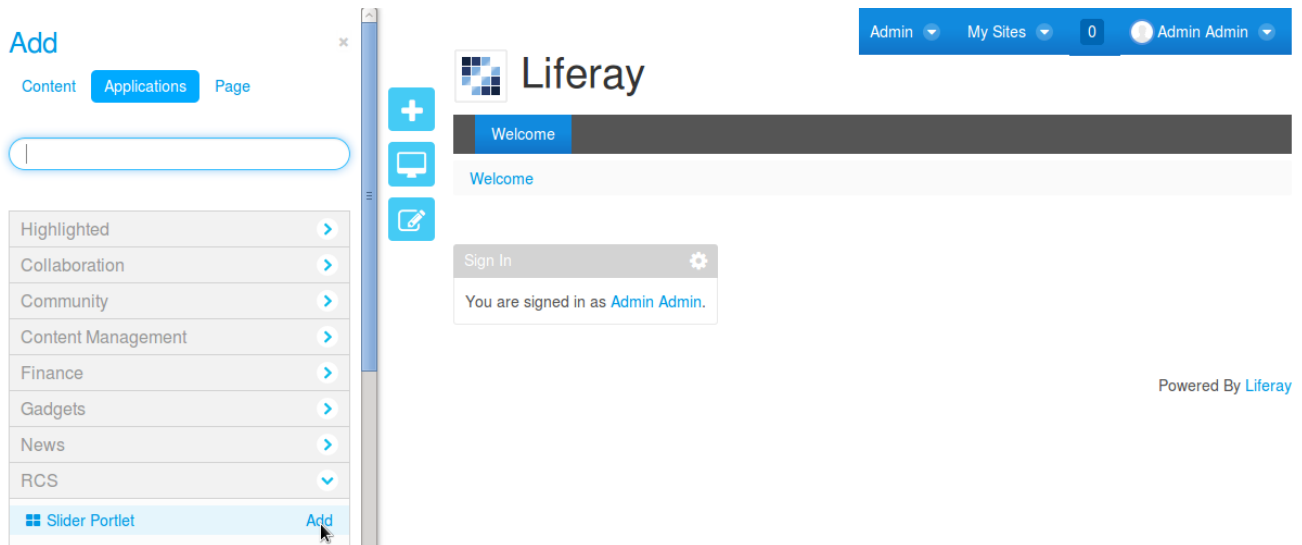 Add ×
Content Applications Page
Highlighted
Collaboration
Community
Content Management
Finance
Gadgets
News
RCS
Slider Portlet Add
Admin My Sites 0 Admin Admin
Liferay
Welcome
Welcome
Sign In
You are signed in as Admin Admin.
Powered By Liferay